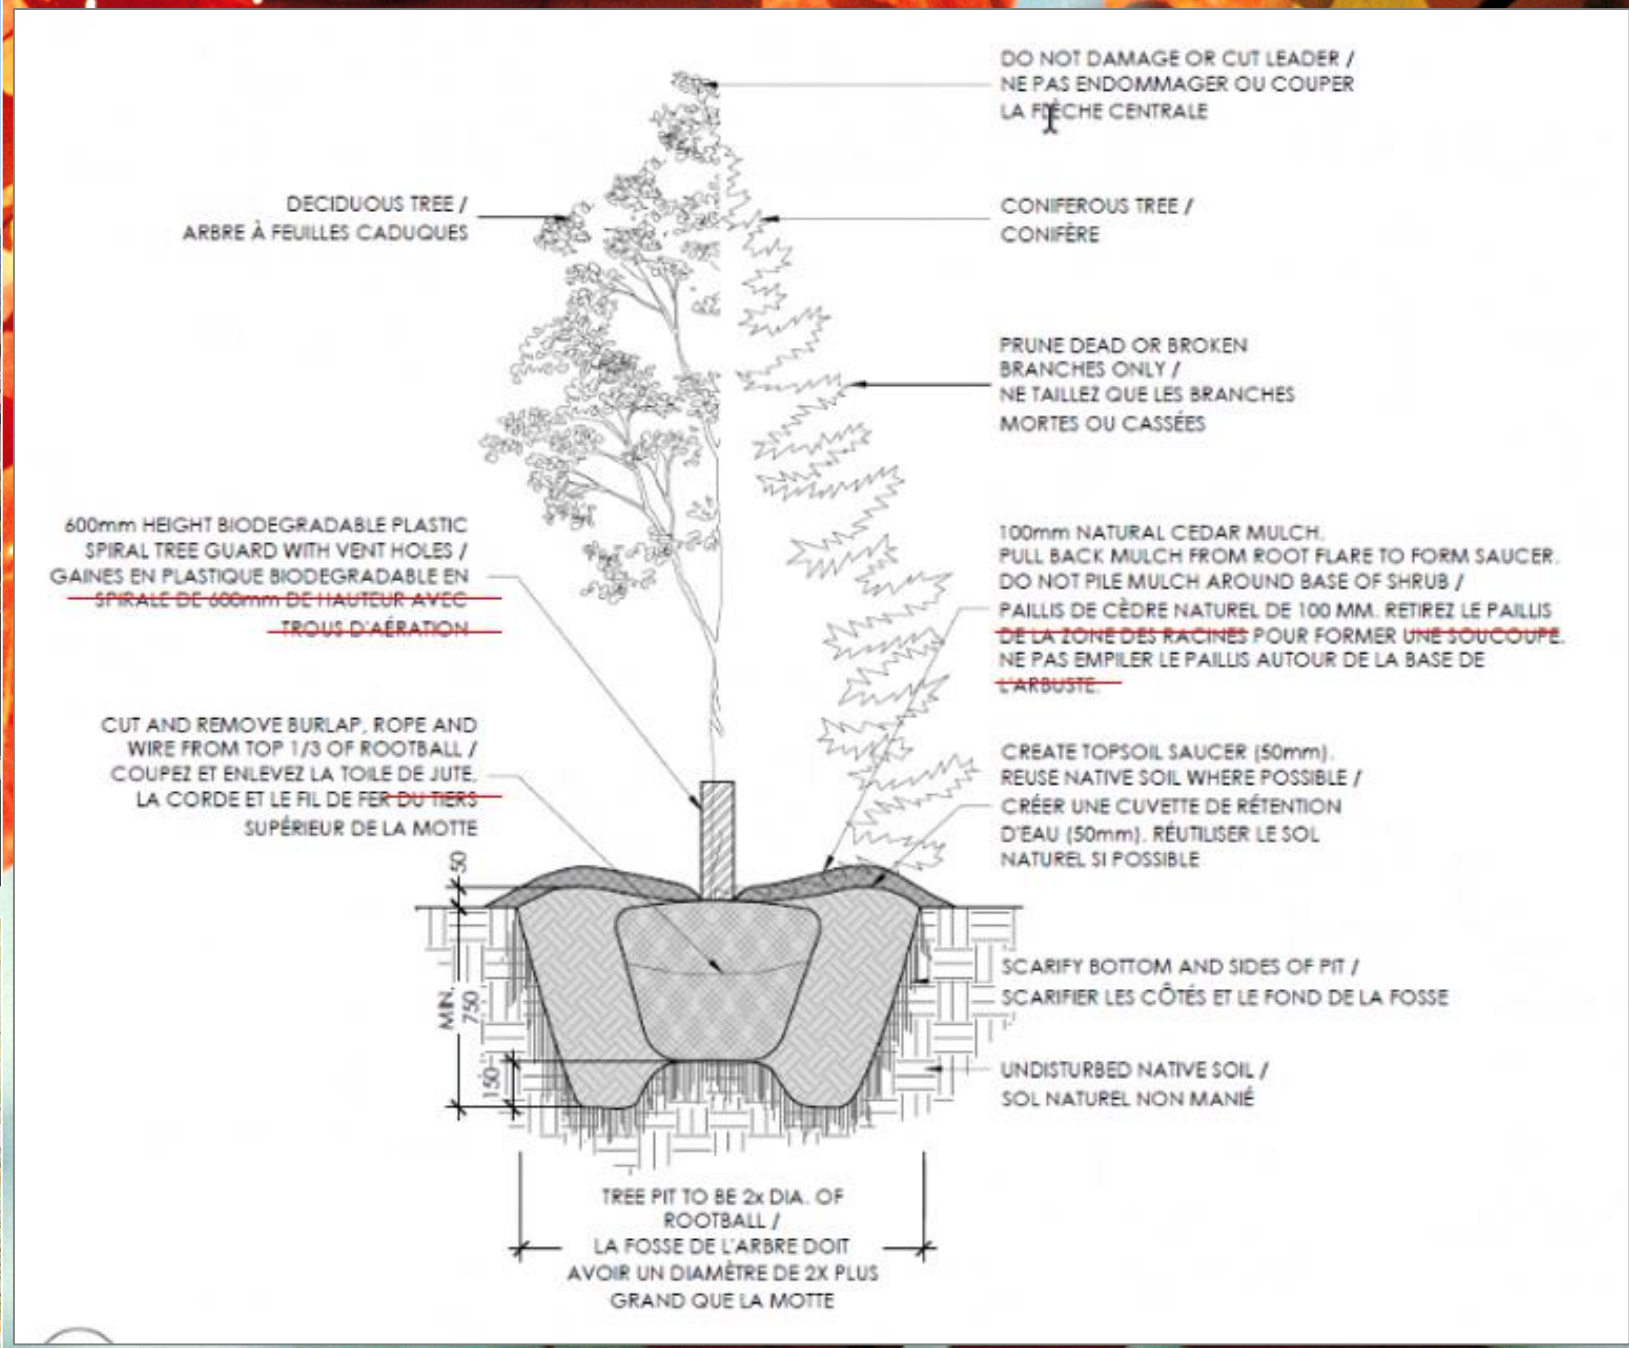 DO NOT DAMAGE OR CUT LEADER /
NE PAS ENDOMMAGER OU COUPER
LA FLÈCHE CENTRALE
DECIDUOUS TREE /
ARBRE À FEUILLES CADUQUES
CONIFEROUS TREE /
CONIFÈRE
PRUNE DEAD OR BROKEN
BRANCHES ONLY /
NE TAILLEZ QUE LES BRANCHES
MORTES OU CASSÉES
600mm HEIGHT BIODEGRADABLE PLASTIC
SPIRAL TREE GUARD WITH VENT HOLES /
GAINES EN PLASTIQUE BIODEGRADABLE EN
SPIRALE DE 600mm DE HAUTEUR AVEC
TROUS D'AÉRATION
100mm NATURAL CEDAR MULCH.
PULL BACK MULCH FROM ROOT FLARE TO FORM SAUCER.
DO NOT PILE MULCH AROUND BASE OF SHRUB /
PAILLIS DE CÈDRE NATUREL DE 100 MM. RETIREZ LE PAILLIS
DE LA ZONE DES RACINES POUR FORMER UNE SOUCOUPE.
NE PAS EMPILER LE PAILLIS AUTOUR DE LA BASE DE
L'ARBUSTE.
CUT AND REMOVE BURLAP, ROPE AND
WIRE FROM TOP 1/3 OF ROOTBALL /
COUPEZ ET ENLEVEZ LA TOILE DE JUTE,
LA CORDE ET LE FIL DE FER DU TIERS
SUPÉRIEUR DE LA MOTTE
CREATE TOPSOIL SAUCER (50mm).
REUSE NATIVE SOIL WHERE POSSIBLE /
CRÉER UNE CUVETTE DE RÉTENTION
D'EAU (50mm). RÉUTILISER LE SOL
NATUREL SI POSSIBLE
50
MIN.
750
150
SCARIFY BOTTOM AND SIDES OF PIT /
SCARIFIER LES CÔTÉS ET LE FOND DE LA FOSSE
UNDISTURBED NATIVE SOIL /
SOL NATUREL NON MANIÉ
TREE PIT TO BE 2x DIA. OF
ROOTBALL /
LA FOSSE DE L'ARBRE DOIT
AVOIR UN DIAMÈTRE DE 2X PLUS
GRAND QUE LA MOTTE